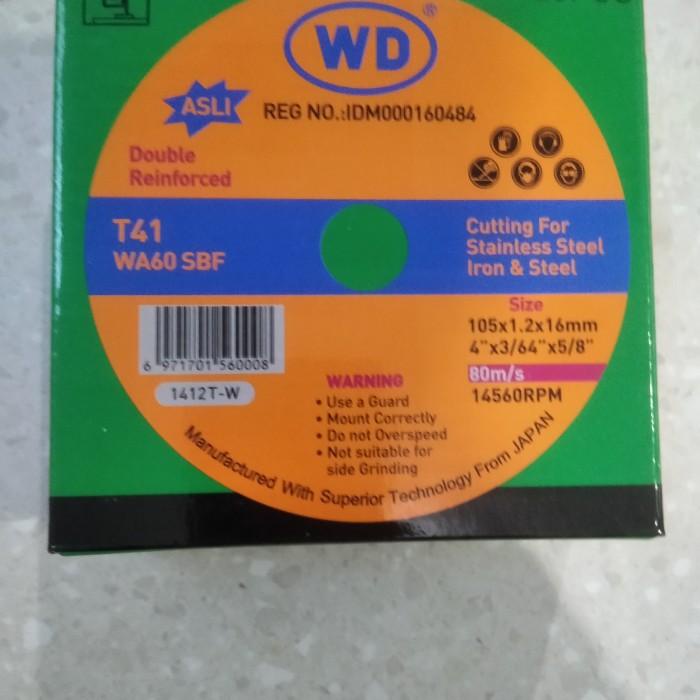 WD®
ASLI
REG NO.:IDM000160484
Double
Reinforced
T41
WA60 SBF
Cutting For
Stainless Steel
Iron & Steel
Size
105x1.2x16mm
4"x3/64"x5/8"
80m/s
14560RPM
6 971701 560008
1412T-W
WARNING
• Use a Guard
• Mount Correctly
• Do not Overspeed
• Not suitable for
side Grinding
Manufactured With Superior Technology From JAPAN